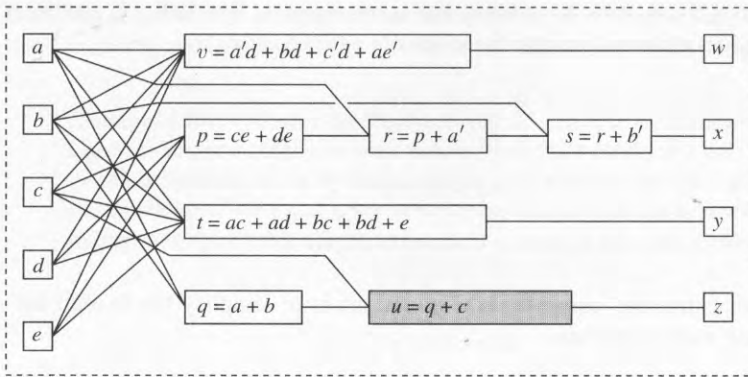 a v = a′d + bd + c′d + ae′ w
b p = ce + de r = p + a′ s = r + b′ x
c
t = ac + ad + bc + bd + e y
d
q = a + b u = q + c z
e